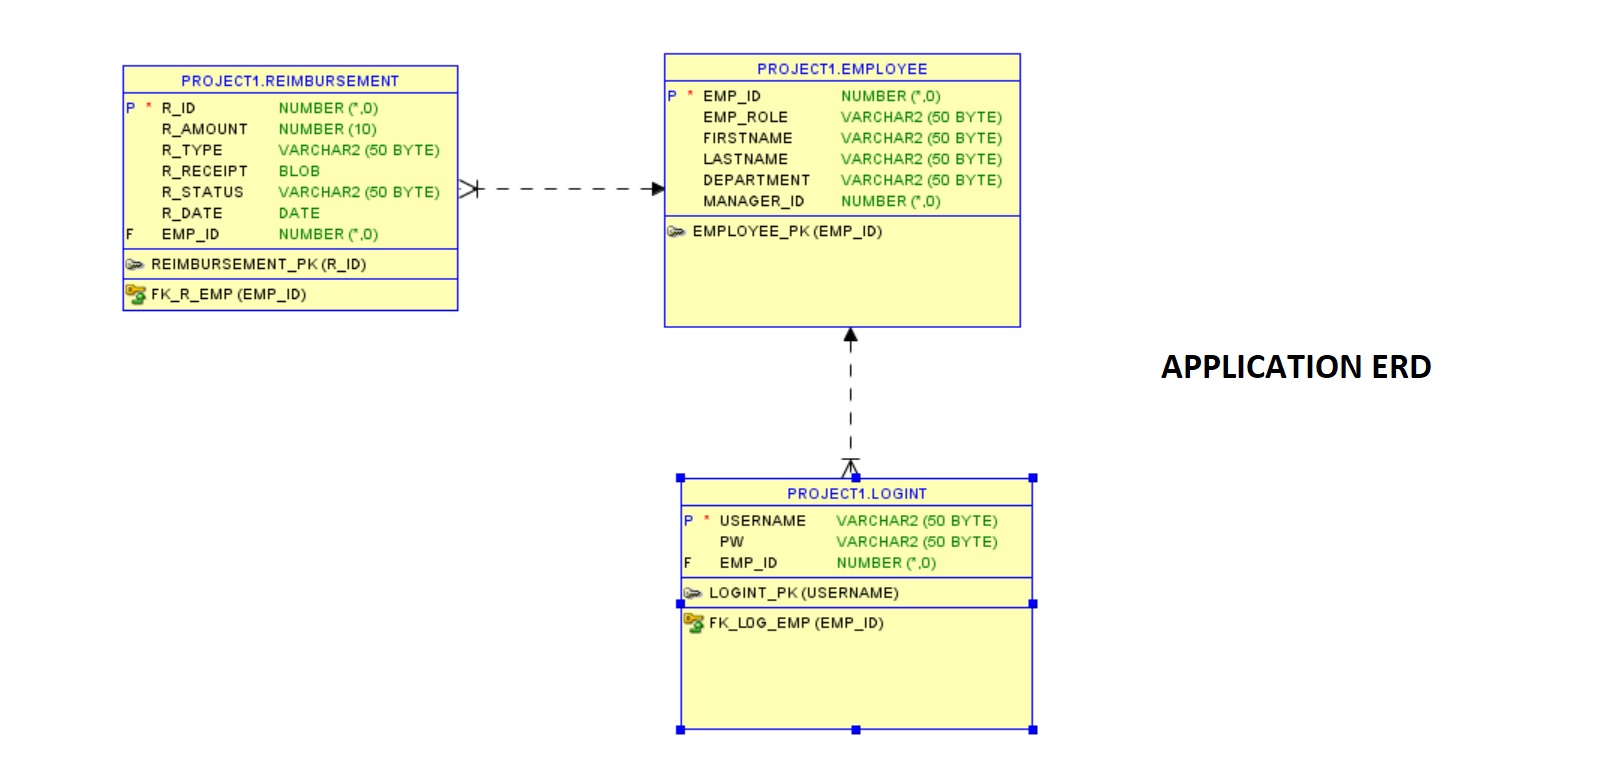 PROJECT1.REIMBURSEMENT
P * R_ID NUMBER (*,0)
R_AMOUNT NUMBER (10)
R_TYPE VARCHAR2 (50 BYTE)
R_RECEIPT BLOB
R_STATUS VARCHAR2 (50 BYTE)
R_DATE DATE
F EMP_ID NUMBER (*,0)
REIMBURSEMENT_PK (R_ID)
FK_R_EMP (EMP_ID)
PROJECT1.EMPLOYEE
P * EMP_ID NUMBER (*,0)
EMP_ROLE VARCHAR2 (50 BYTE)
FIRSTNAME VARCHAR2 (50 BYTE)
LASTNAME VARCHAR2 (50 BYTE)
DEPARTMENT VARCHAR2 (50 BYTE)
MANAGER_ID NUMBER (*,0)
EMPLOYEE_PK (EMP_ID)
APPLICATION ERD
PROJECT1.LOGINT
P * USERNAME VARCHAR2 (50 BYTE)
PW VARCHAR2 (50 BYTE)
F EMP_ID NUMBER (*,0)
LOGINT_PK (USERNAME)
FK_LOG_EMP (EMP_ID)